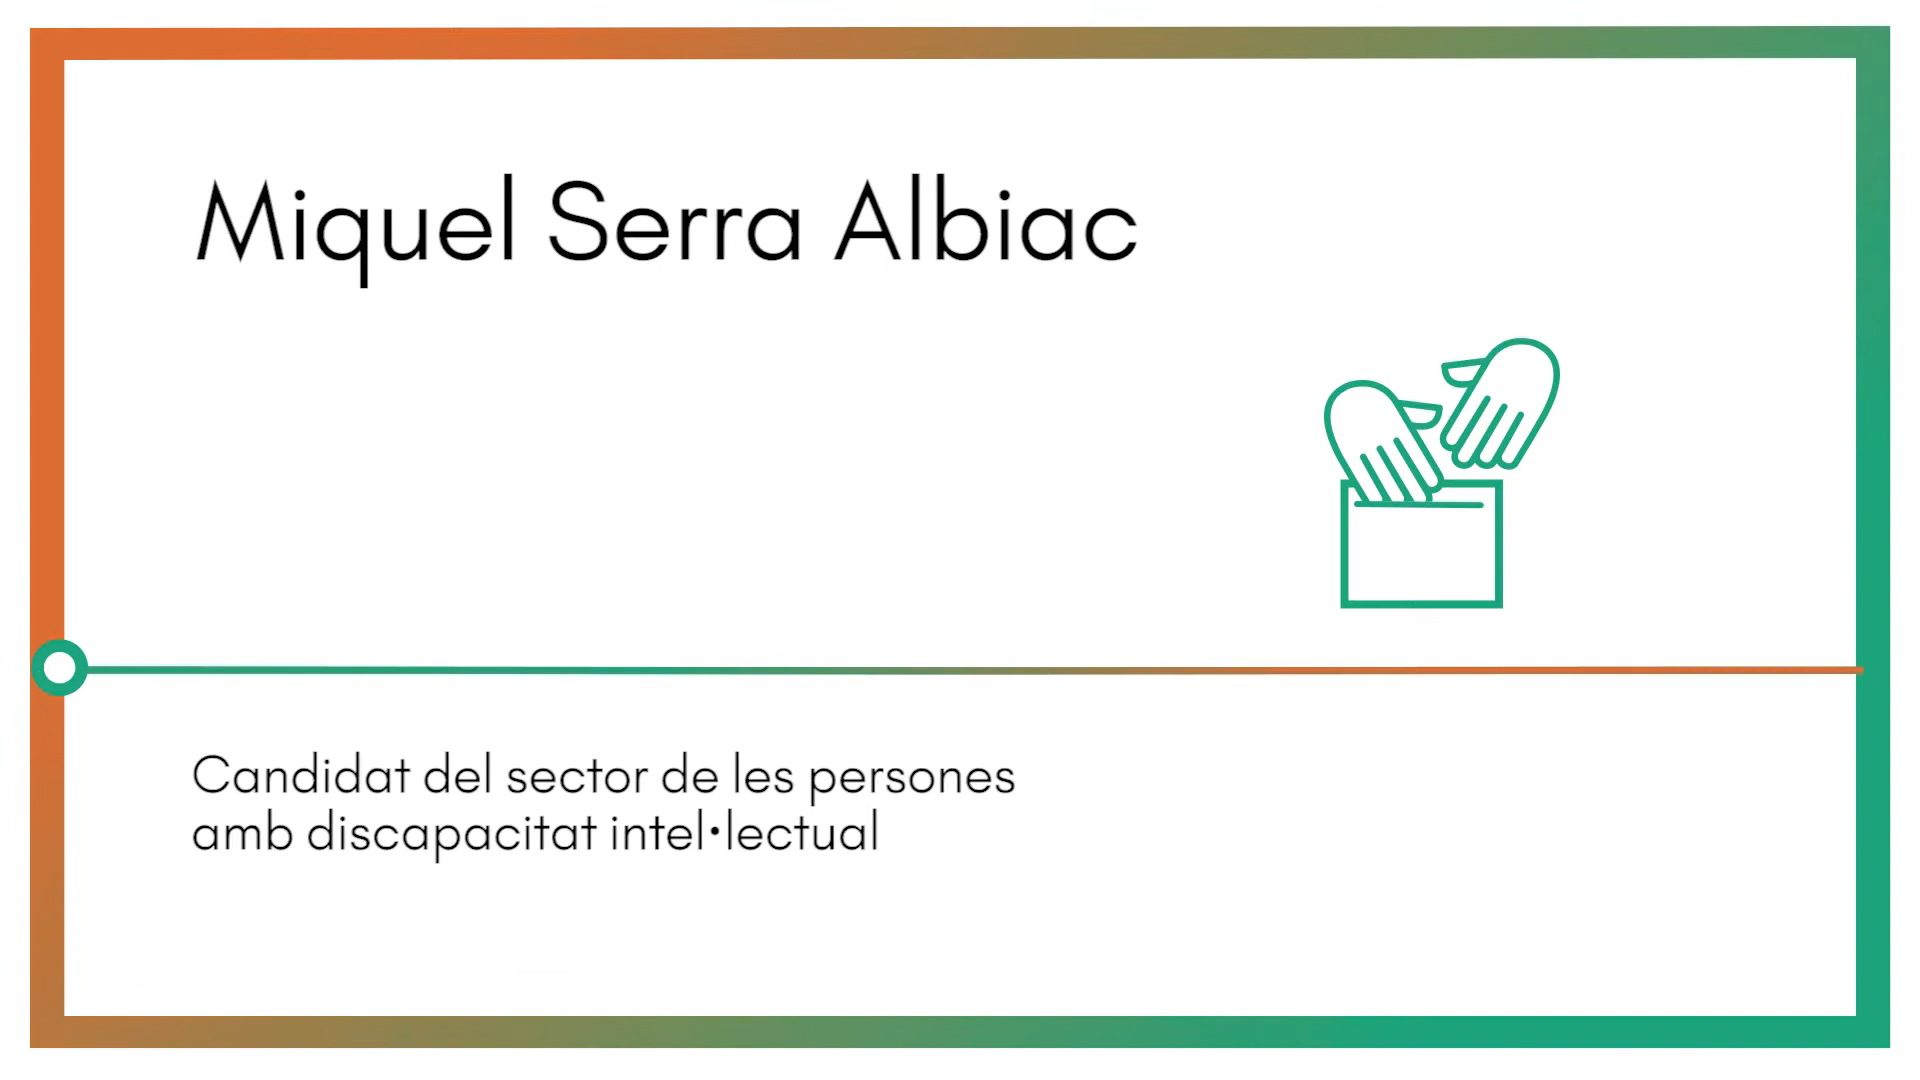 Miquel Serra Albiac
Candidat del sector de les persones
amb discapacitat intel•lectual